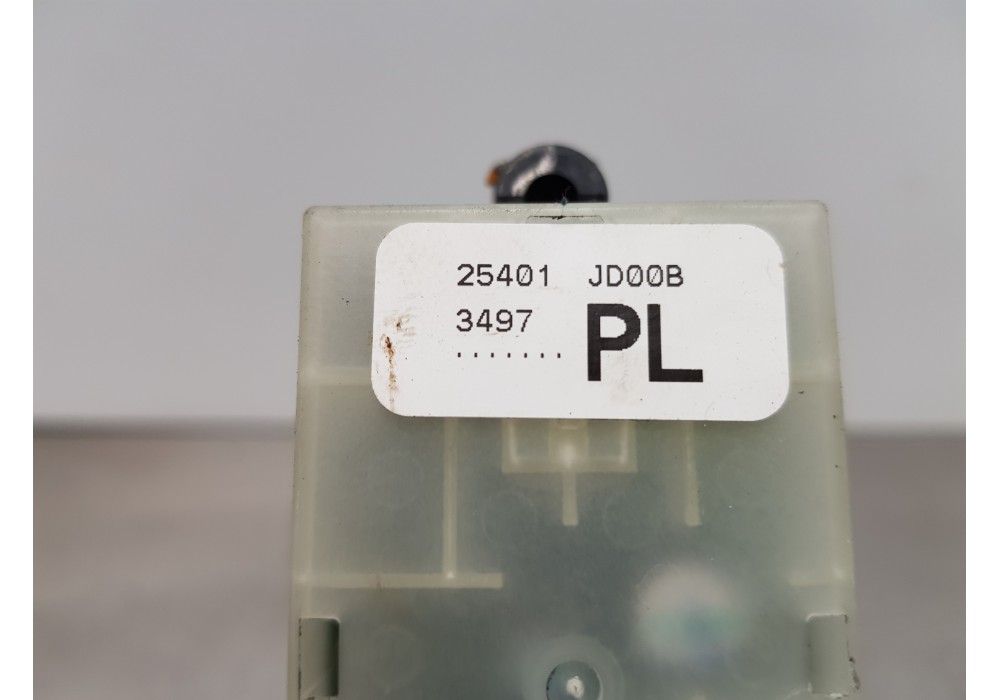 25401 JD00B
3497 PL
.......